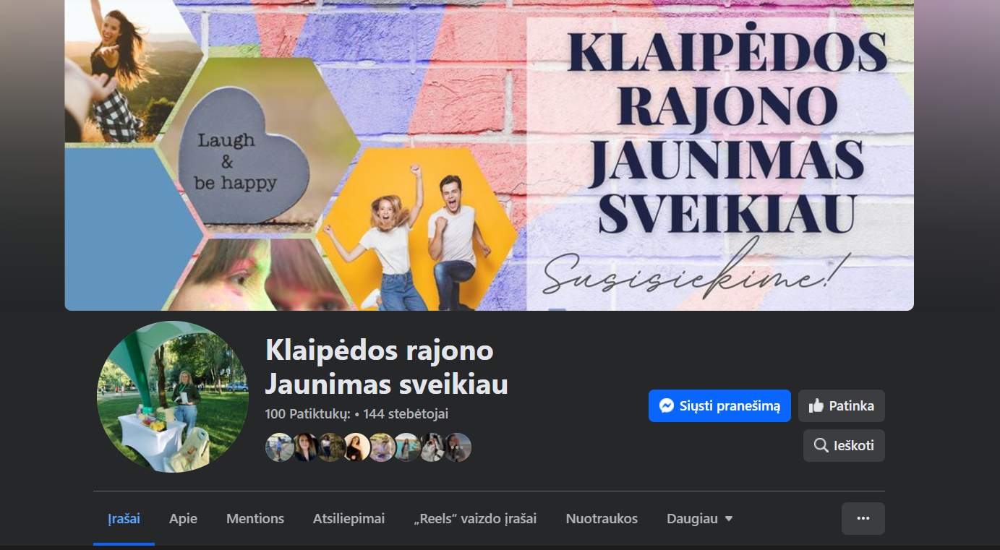 Laugh
&
be happy
KLAIPĖDOS
RAJONO
JAUNIMAS
SVEIKIAU
Susisiekime!
Klaipėdos rajono
Jaunimas sveikiau
100 Patiktukų: • 144 stebėtojai
Siųsti pranešimą
Patinka
Ieškoti
Įrašai
Apie
Mentions
Atsiliepimai
„Reels“ vaizdo įrašai
Nuotraukos
Daugiau